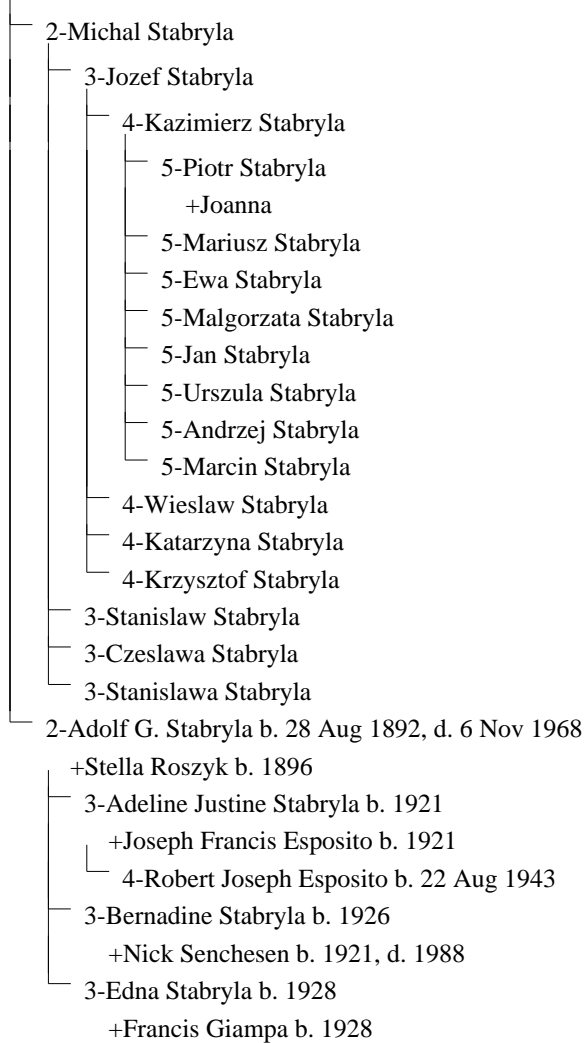 2-Michal Stabryla
3-Jozef Stabryla
4-Kazimierz Stabryla
5-Piotr Stabryla
+Joanna
5-Mariusz Stabryla
5-Ewa Stabryla
5-Malgorzata Stabryla
5-Jan Stabryla
5-Urszula Stabryla
5-Andrzej Stabryla
5-Marcin Stabryla
4-Wieslaw Stabryla
4-Katarzyna Stabryla
4-Krzysztof Stabryla
3-Stanislaw Stabryla
3-Czeslawa Stabryla
3-Stanislawa Stabryla
2-Adolf G. Stabryla b. 28 Aug 1892, d. 6 Nov 1968
+Stella Roszyk b. 1896
3-Adeline Justine Stabryla b. 1921
+Joseph Francis Esposito b. 1921
4-Robert Joseph Esposito b. 22 Aug 1943
3-Bernadine Stabryla b. 1926
+Nick Senchesen b. 1921, d. 1988
3-Edna Stabryla b. 1928
+Francis Giampa b. 1928